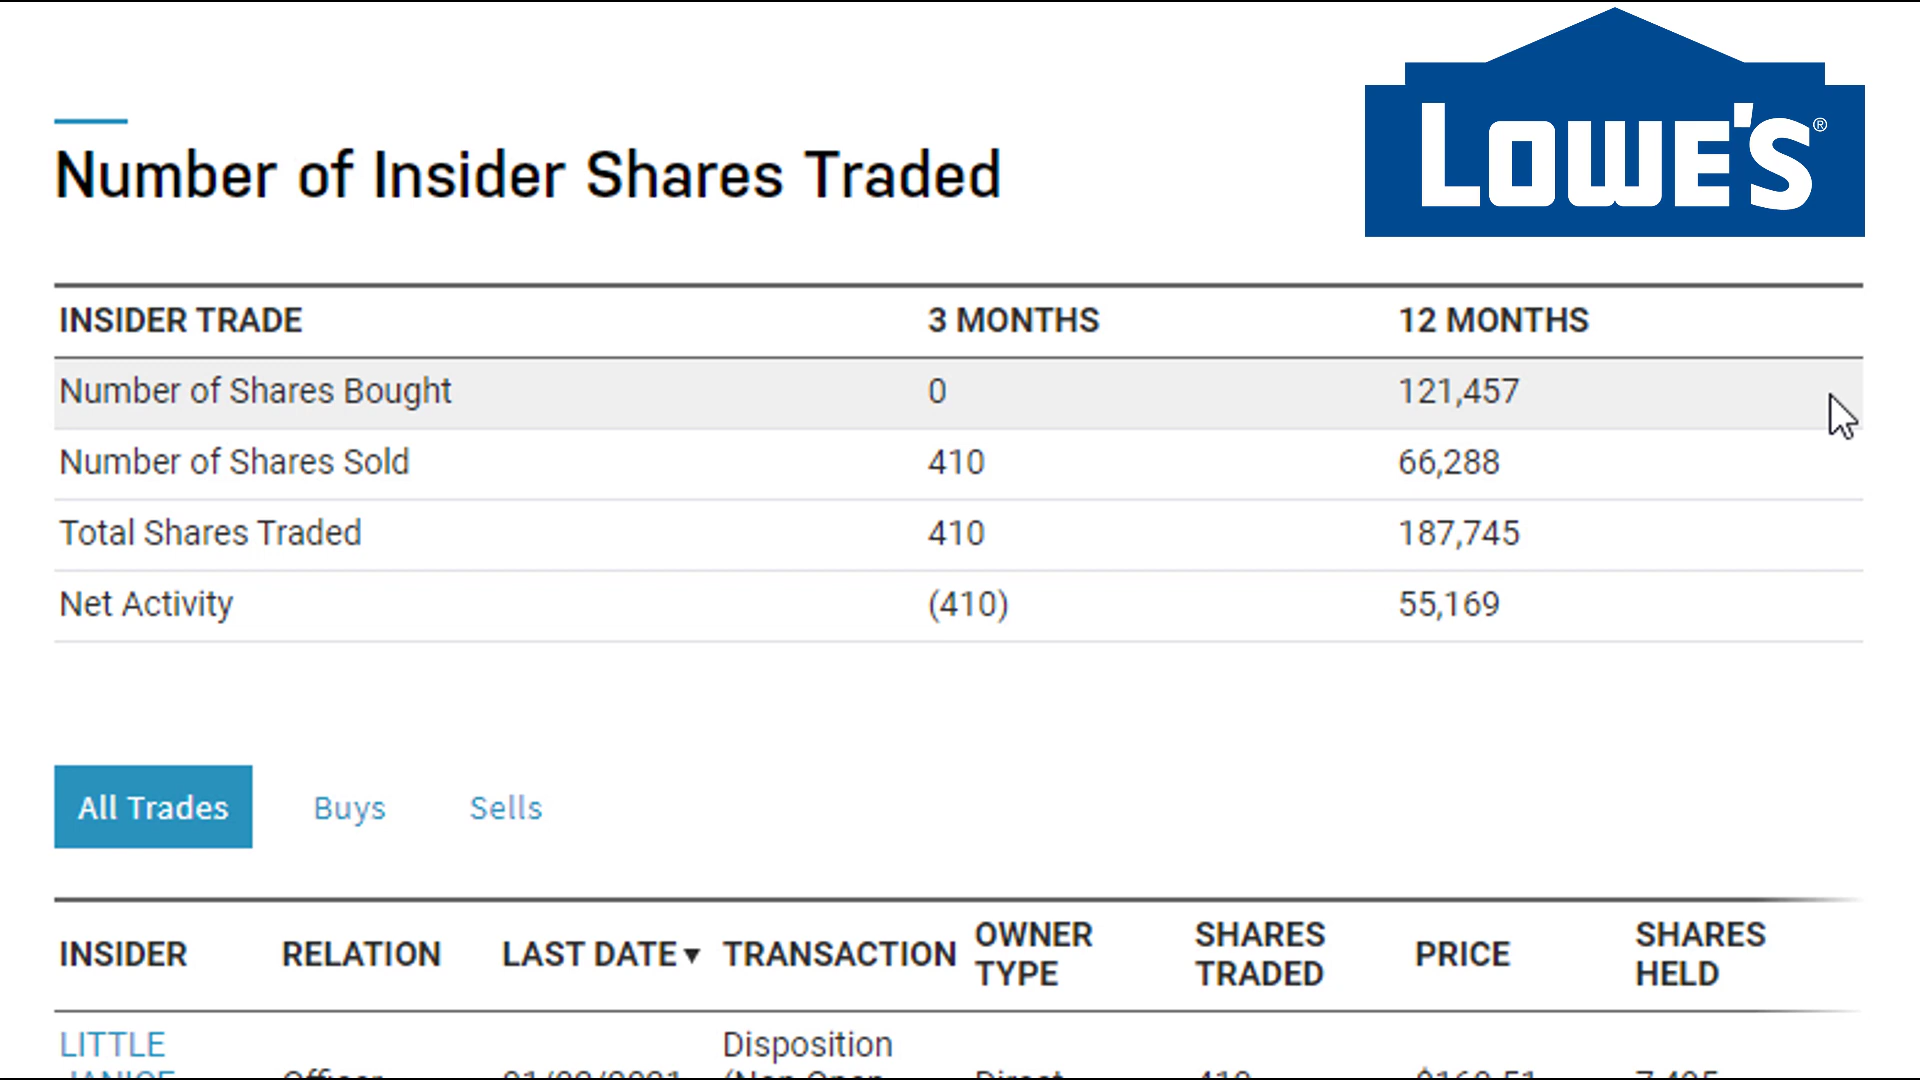 LOWE'S®
Number of Insider Shares Traded
INSIDER TRADE 3 MONTHS 12 MONTHS
Number of Shares Bought 0 121,457
Number of Shares Sold 410 66,288
Total Shares Traded 410 187,745
Net Activity (410) 55,169
All Trades Buys Sells
INSIDER RELATION LAST DATE▼ TRANSACTION OWNER TYPE SHARES TRADED PRICE SHARES HELD
LITTLE Disposition